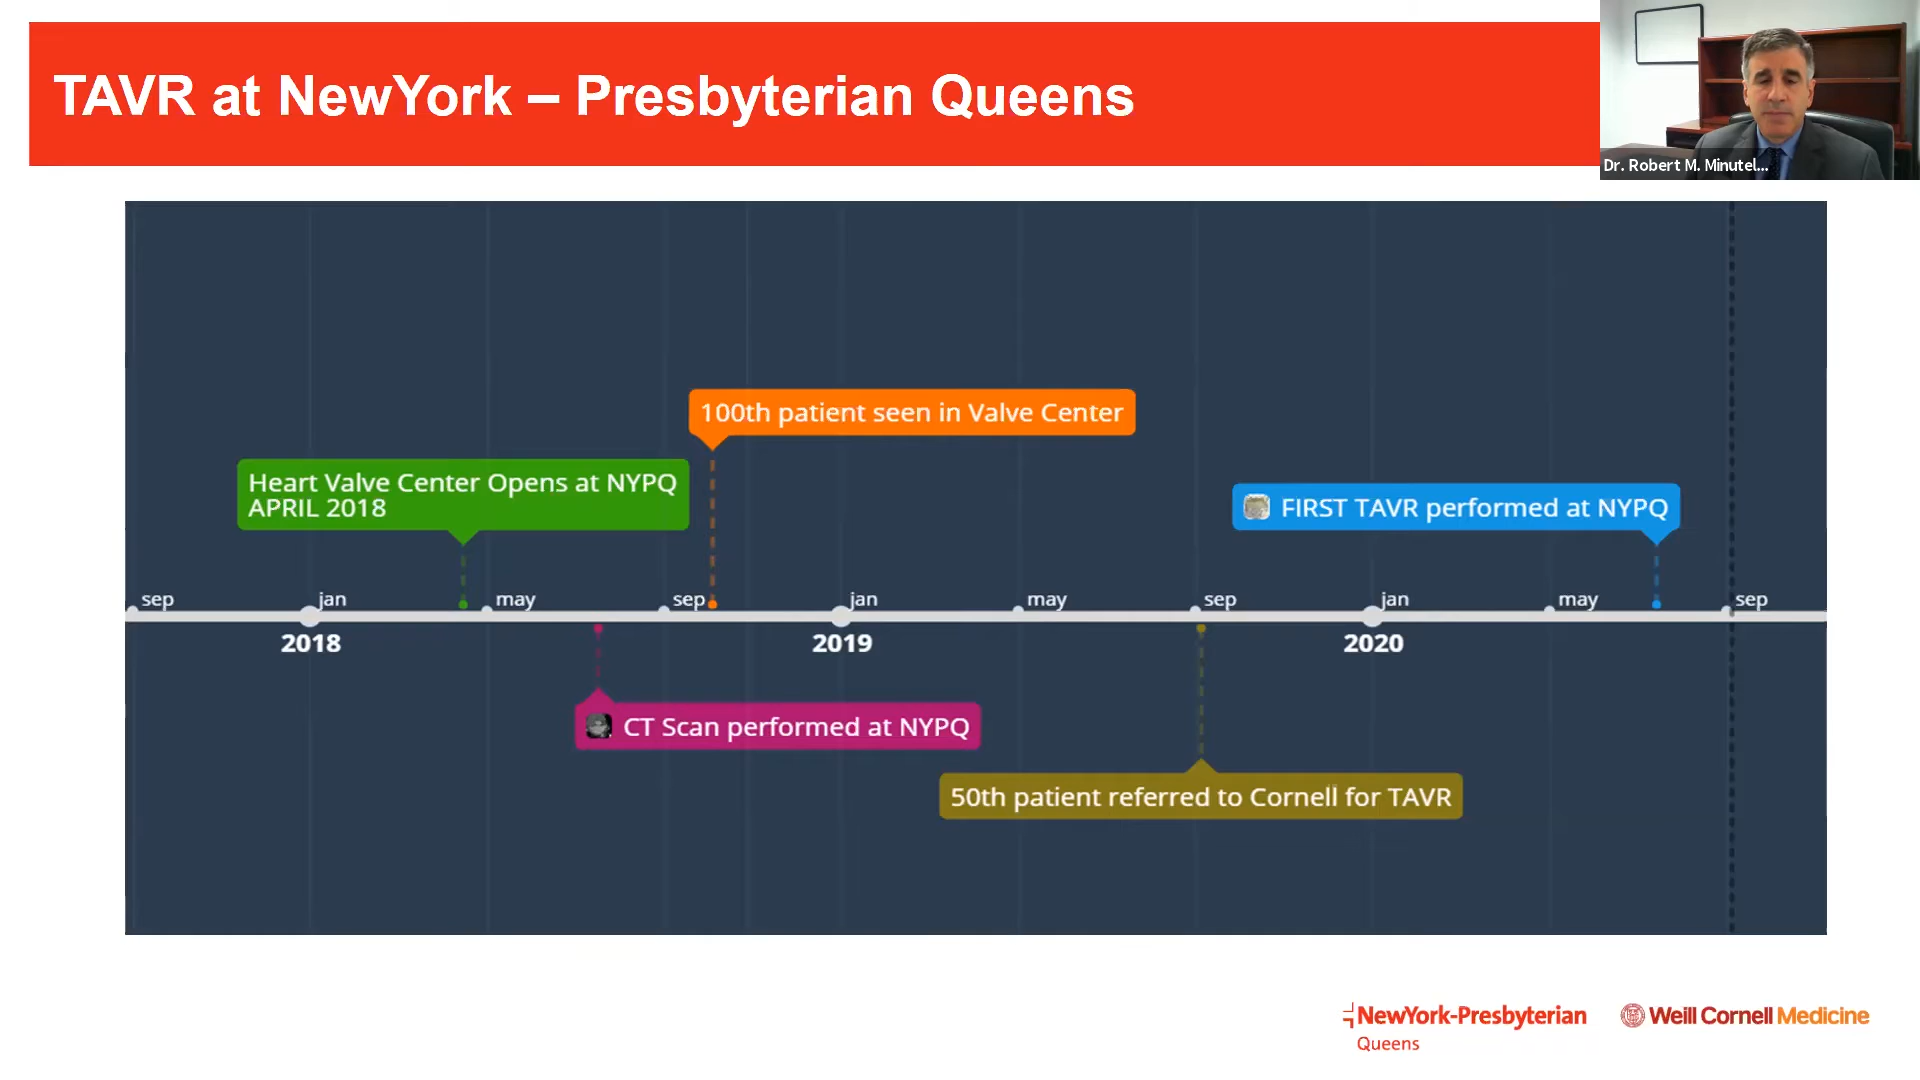 TAVR at NewYork – Presbyterian Queens
Dr. Robert M. Minutel...
100th patient seen in Valve Center
Heart Valve Center Opens at NYPQ
APRIL 2018
FIRST TAVR performed at NYPQ
sep jan may sep jan may sep jan may sep
2018 2019 2020
CT Scan performed at NYPQ
50th patient referred to Cornell for TAVR
NewYork-Presbyterian
Queens
Weill Cornell Medicine